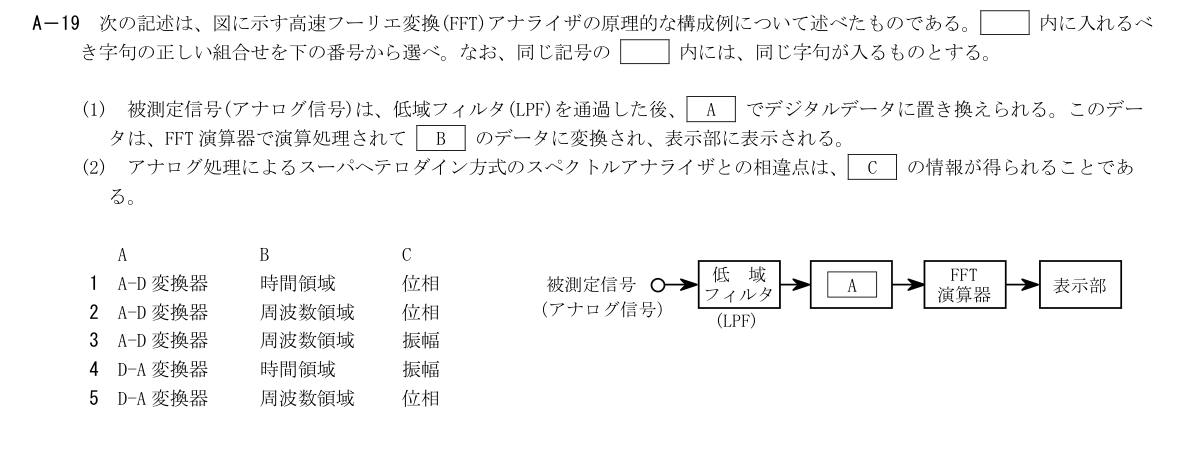 A－19 次の記述は、図に示す高速フーリエ変換(FFT)アナライザの原理的な構成例について述べたものである。 内に入れるべ
き字句の正しい組合せを下の番号から選べ。なお、同じ記号の 内には、同じ字句が入るものとする。
(1) 被測定信号(アナログ信号)は、低域フィルタ(LPF)を通過した後、 A でデジタルデータに置き換えられる。このデー
タは、FFT 演算器で演算処理されて B のデータに変換され、表示部に表示される。
(2) アナログ処理によるスーパヘテロダイン方式のスペクトルアナライザとの相違点は、 C の情報が得られることであ
る。
A B C
1 A-D 変換器 時間領域 位相
2 A-D 変換器 周波数領域 位相
3 A-D 変換器 周波数領域 振幅
4 D-A 変換器 時間領域 振幅
5 D-A 変換器 周波数領域 位相
被測定信号
(アナログ信号)
低 域
フィルタ
(LPF)
A
FFT
演算器
表示部